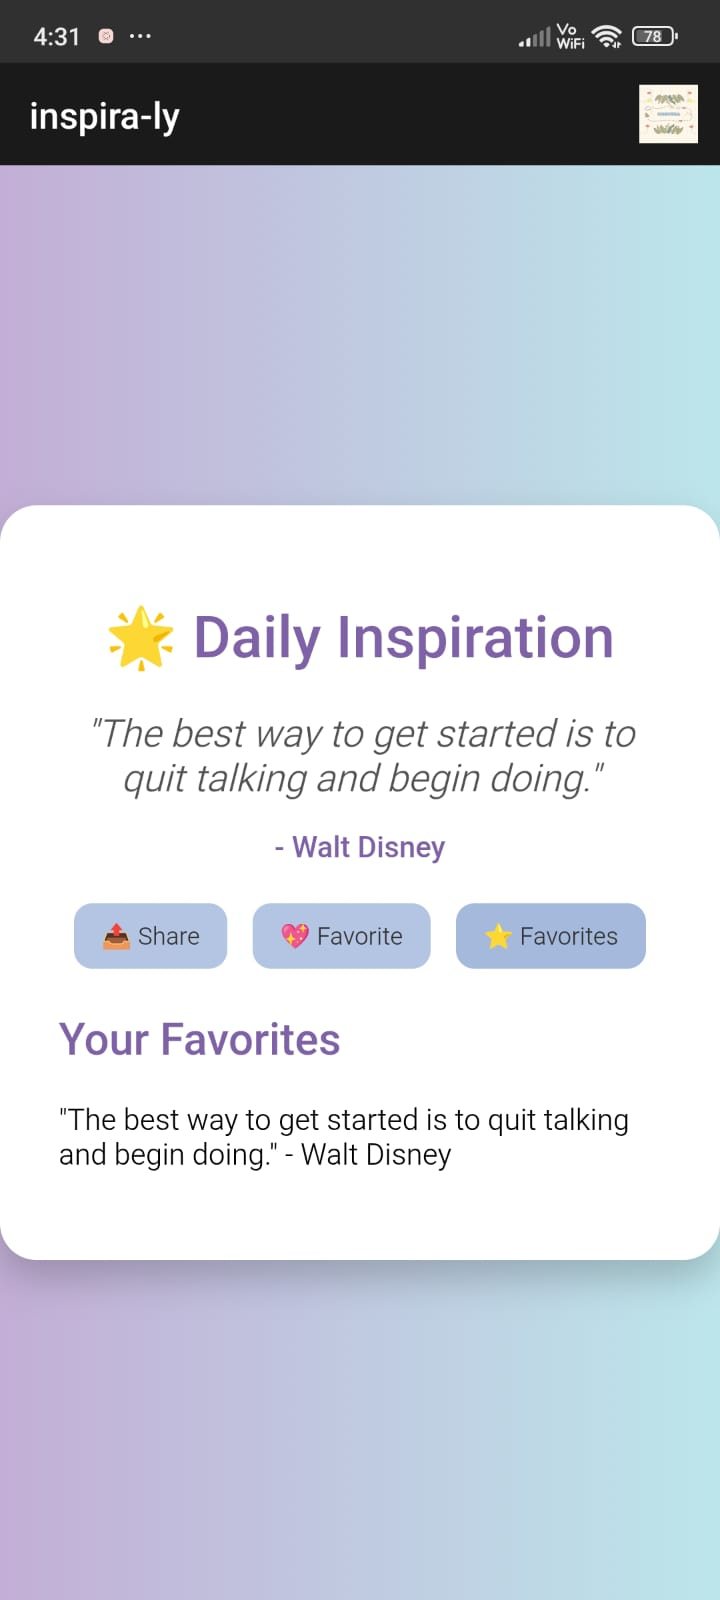 4:31
Vo
WiFi
78
inspira-ly
Daily Inspiration
"The best way to get started is to
quit talking and begin doing."
- Walt Disney
Share
Favorite
Favorites
Your Favorites
"The best way to get started is to quit talking
and begin doing." - Walt Disney